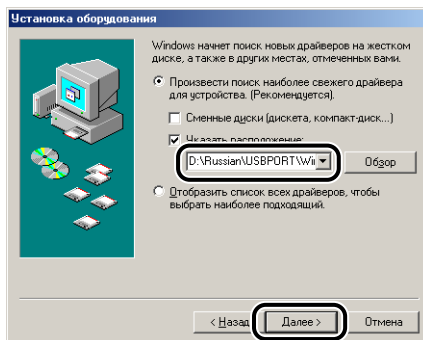 Установка оборудования
Windows начнет поиск новых драйверов на жестком
диске, а также в других местах, отмеченных вами.
Произвести поиск наиболее свежего драйвера
для устройства. (Рекомендуется).
Сменные диски (дискета, компакт-диск...)
Указать расположение:
D:\Russian\USBPORT\Wi
Обзор
Отобразить список всех драйверов, чтобы
выбрать наиболее подходящий.
< Назад
Далее >
Отмена